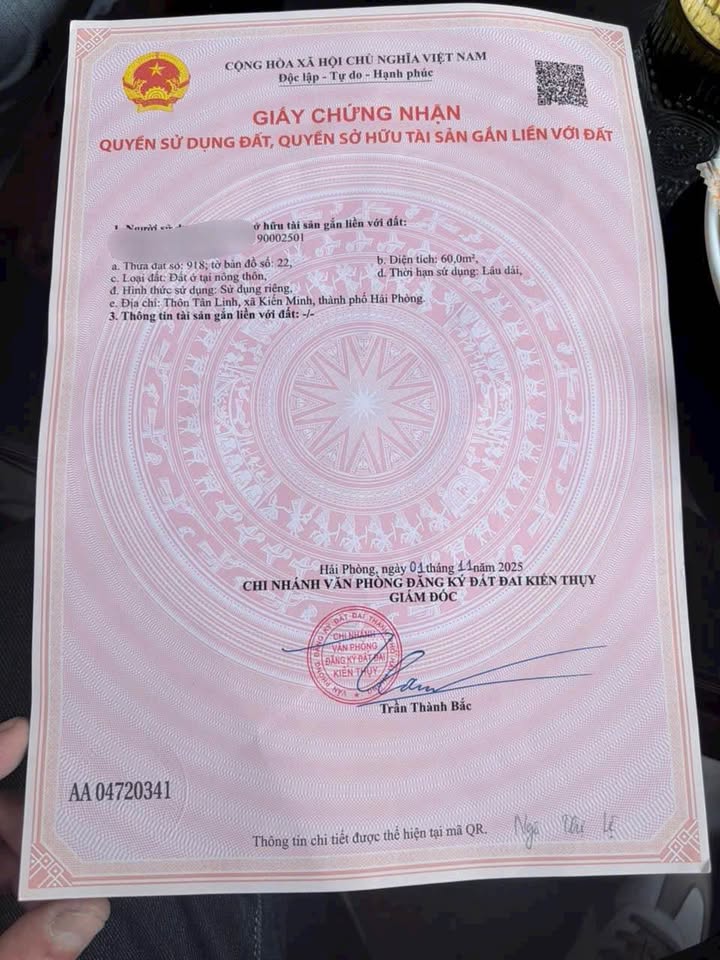 CỘNG HÒA XÃ HỘI CHỦ NGHĨA VIỆT NAM
Độc lập - Tự do - Hạnh phúc
GIẤY CHỨNG NHẬN
QUYỀN SỬ DỤNG ĐẤT, QUYỀN SỞ HỮU TÀI SẢN GẮN LIỀN VỚI ĐẤT
1. Người sử hữu tài sản gắn liền với đất:
90002501
a. Thửa đất số: 918; tờ bản đồ số: 22,
b. Diện tích: 60,0m²,
c. Loại đất: Đất ở tại nông thôn,
d. Thời hạn sử dụng: Lâu dài,
đ. Hình thức sử dụng: Sử dụng riêng,
e. Địa chỉ: Thôn Tân Linh, xã Kiến Minh, thành phố Hải Phòng.
3. Thông tin tài sản gắn liền với đất: -/-
Hải Phòng, ngày 01 tháng 11 năm 2025
CHI NHÁNH VĂN PHÒNG ĐĂNG KÝ ĐẤT ĐAI KIẾN THỤY
GIÁM ĐỐC
CHI NHÁNH
VĂN PHÒNG
ĐĂNG KÝ ĐẤT ĐAI
KIẾN THỤY
Trần Thành Bắc
AA 04720341
Thông tin chi tiết được thể hiện tại mã QR.